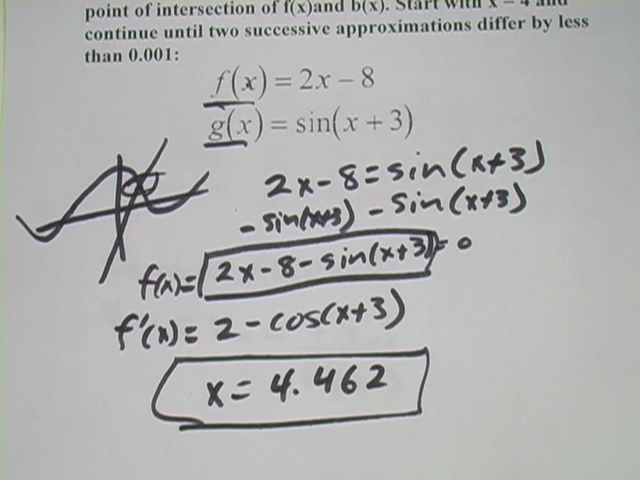 point of intersection of f(x)and b(x). Start with x = 4 and
continue until two successive approximations differ by less
than 0.001:
f(x) = 2x − 8
g(x) = sin(x + 3)
2x - 8 = sin(x+3)
- sin(x+3) - sin(x+3)
f(x) = 2x - 8 - sin(x+3) = 0
f'(x) = 2 - cos(x+3)
x = 4.462